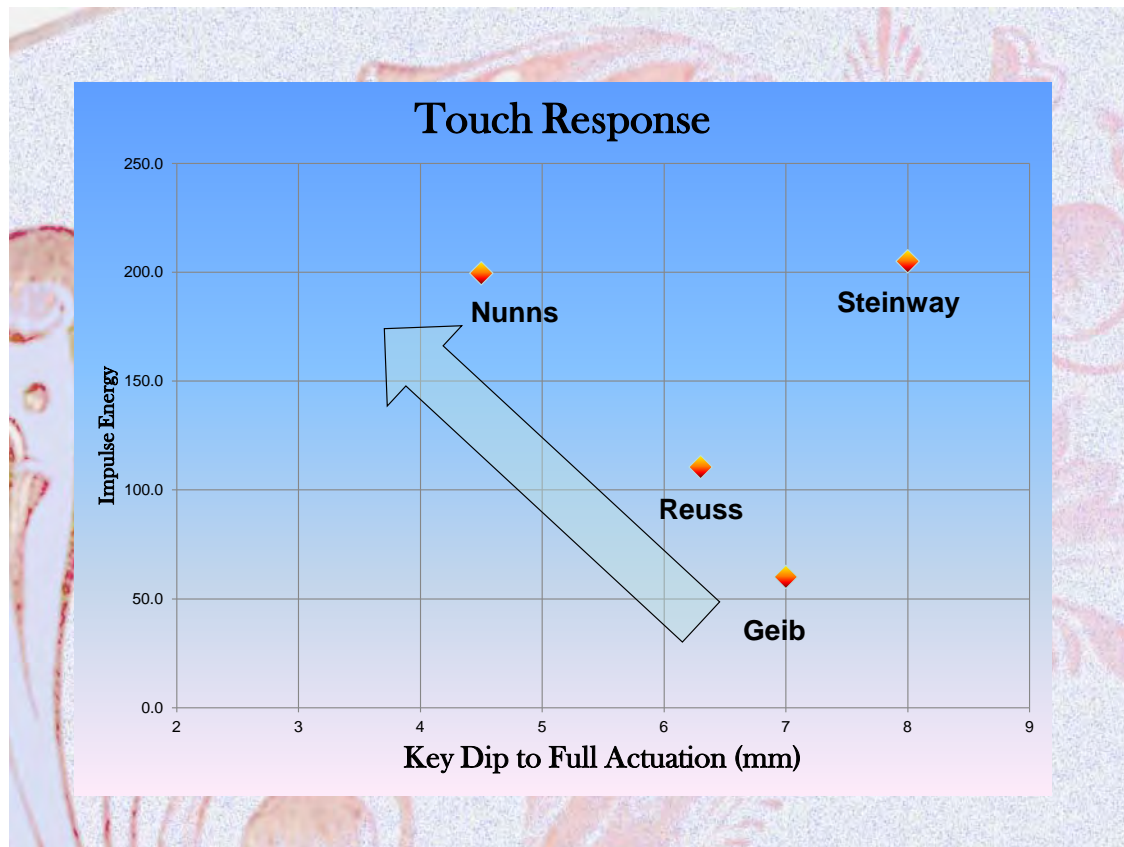 Touch Response
250.0
200.0
150.0
100.0
50.0
0.0
Impulse Energy
Nunns
Steinway
Reuss
Geib
2 3 4 5 6 7 8 9
Key Dip to Full Actuation (mm)